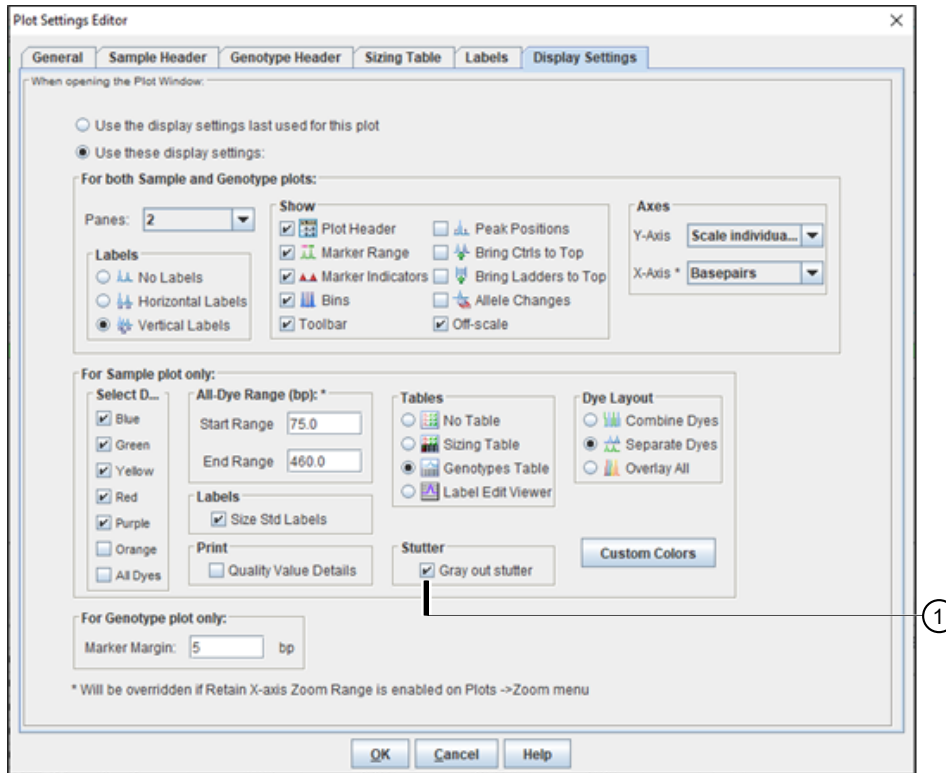 Plot Settings Editor
General Sample Header Genotype Header Sizing Table Labels Display Settings
When opening the Plot Window:
Use the display settings last used for this plot
Use these display settings:
For both Sample and Genotype plots:
Panes: 2
Labels
No Labels
Horizontal Labels
Vertical Labels
Show
Plot Header
Marker Range
Marker Indicators
Bins
Toolbar
Peak Positions
Bring Ctrls to Top
Bring Ladders to Top
Allele Changes
Off-scale
Axes
Y-Axis Scale individua...
X-Axis * Basepairs
For Sample plot only:
Select D...
Blue
Green
Yellow
Red
Purple
Orange
All Dyes
All-Dye Range (bp): *
Start Range 75.0
End Range 460.0
Labels
Size Std Labels
Print
Quality Value Details
Tables
No Table
Sizing Table
Genotypes Table
Label Edit Viewer
Stutter
Gray out stutter
Dye Layout
Combine Dyes
Separate Dyes
Overlay All
Custom Colors
1
For Genotype plot only:
Marker Margin: 5 bp
* Will be overridden if Retain X-axis Zoom Range is enabled on Plots ->Zoom menu
OK Cancel Help